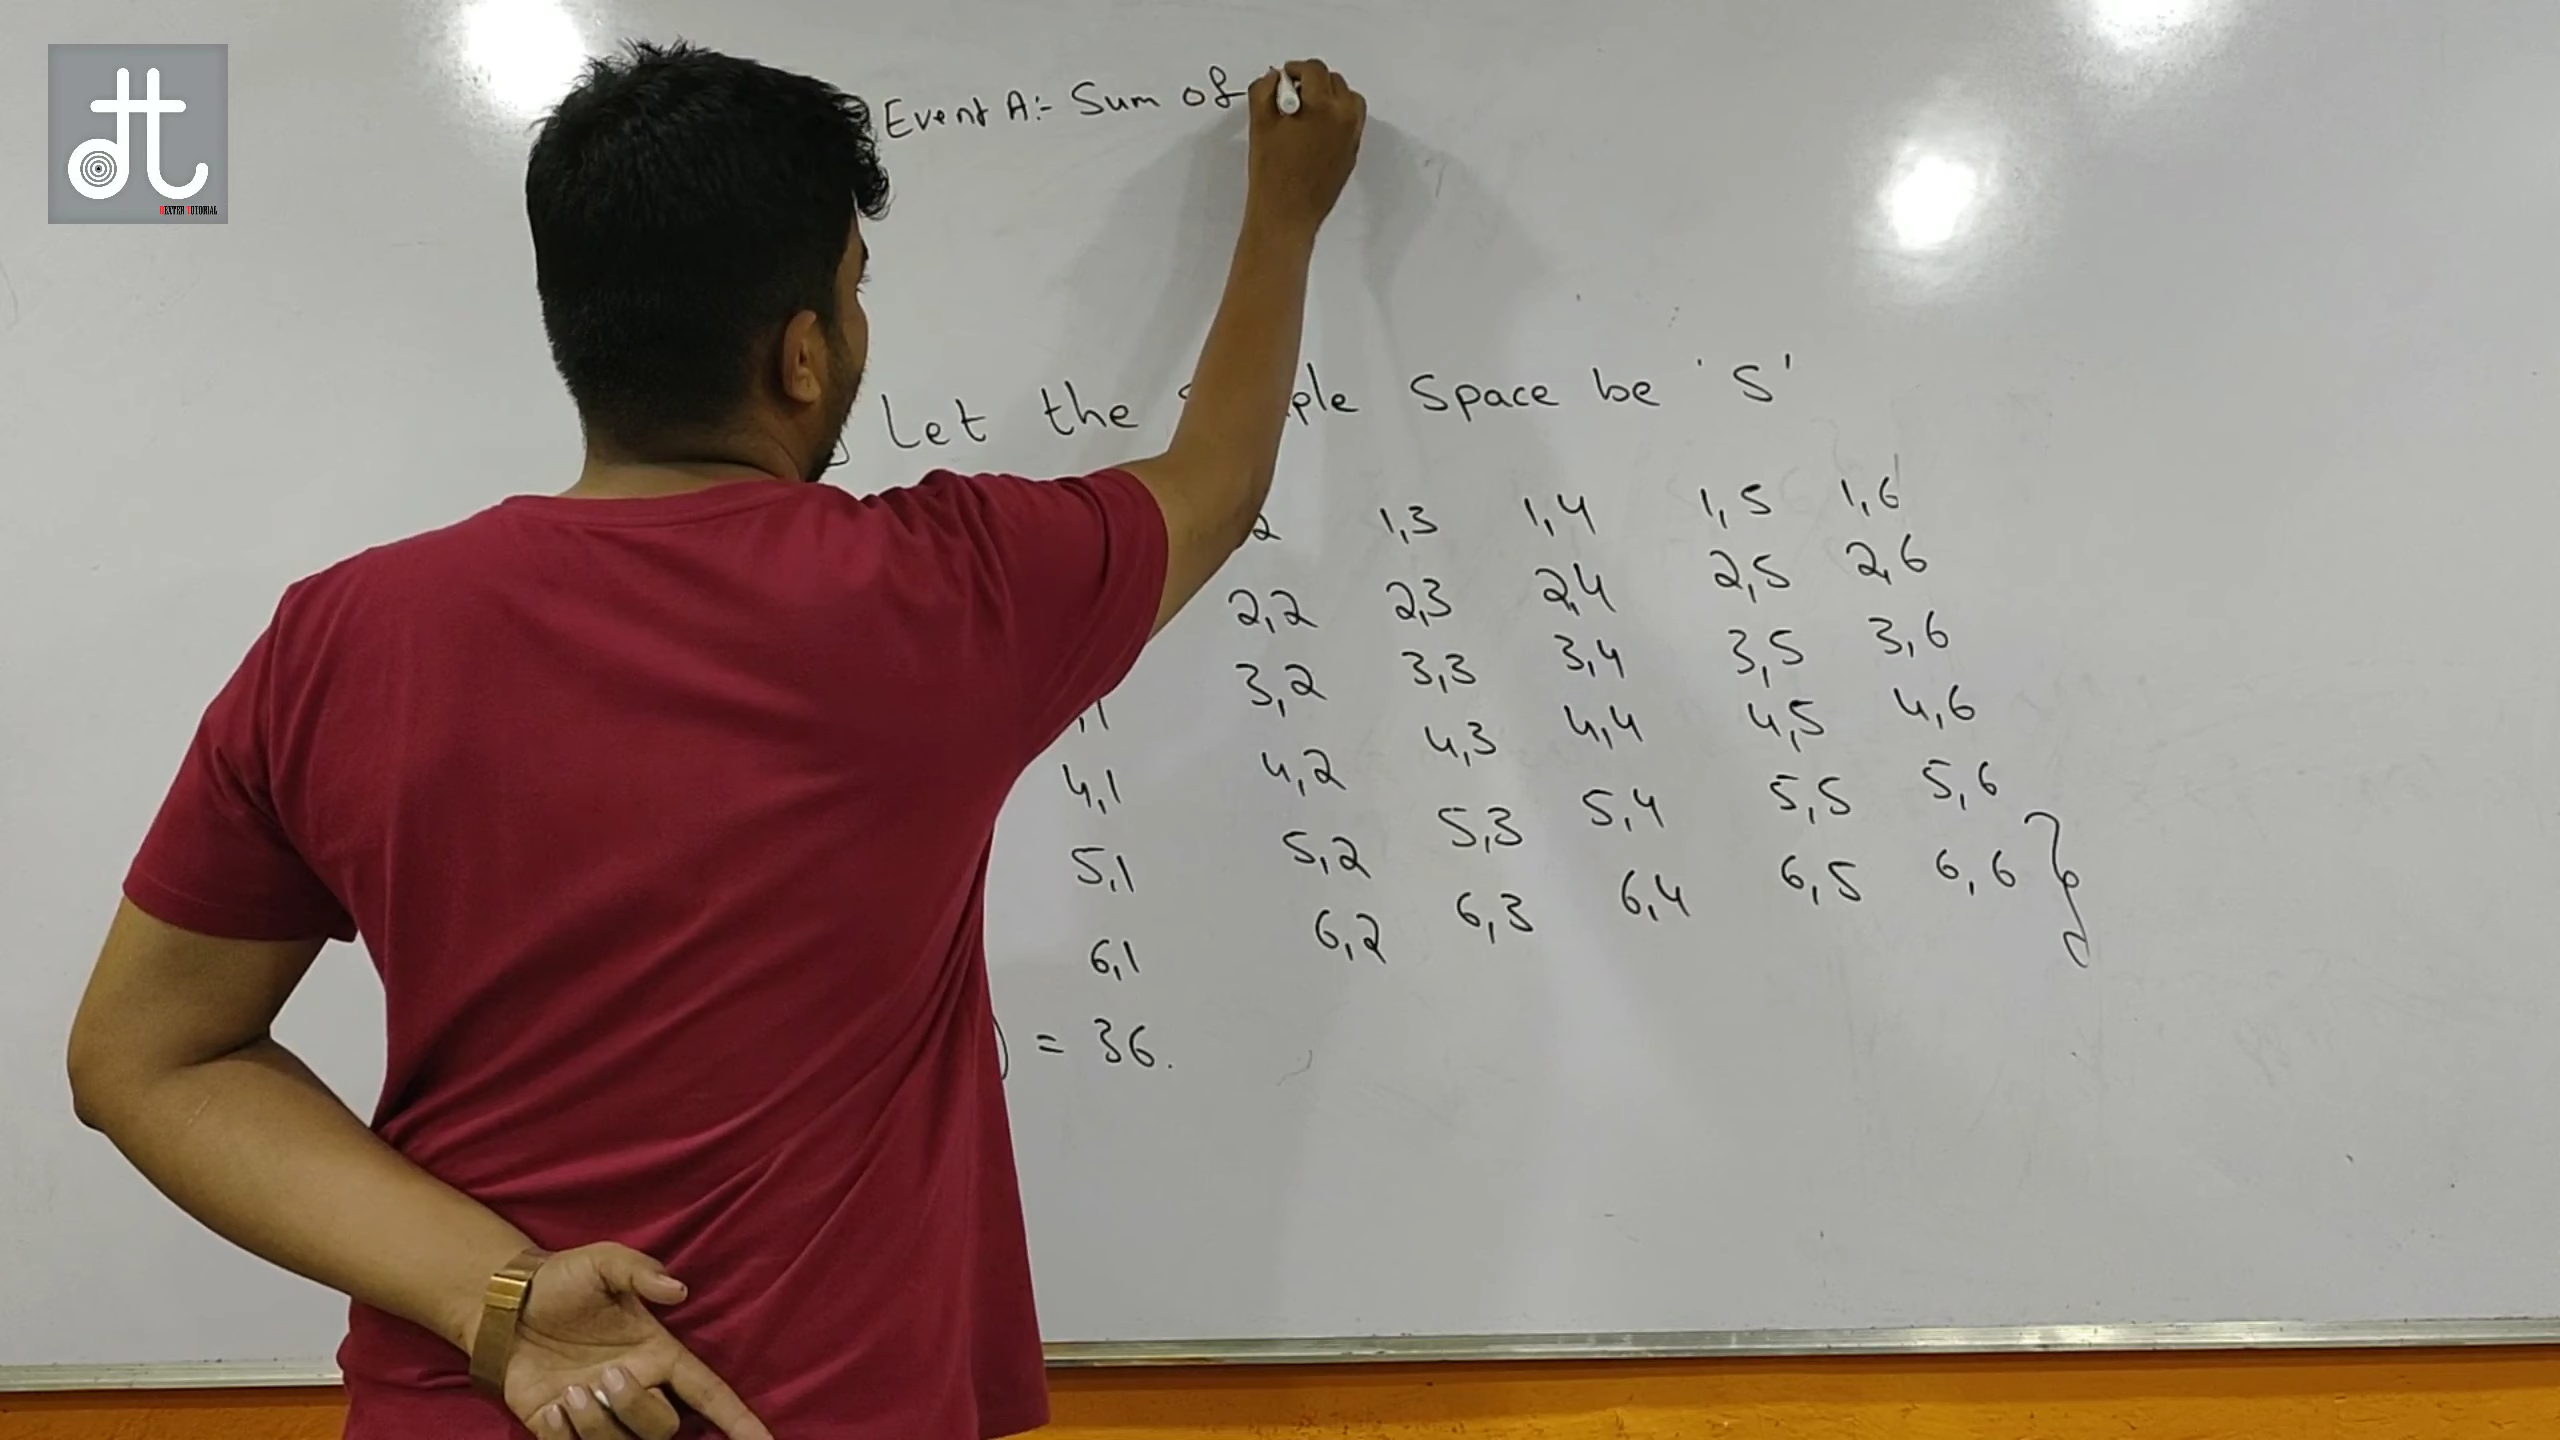 DEXTER TUTORIAL
Event A:- Sum of
Let the Space be 'S'
1,3 1,4 1,5 1,6
2,2 2,3 2,4 2,5 2,6
3,2 3,3 3,4 3,5 3,6
4,1 4,2 4,3 4,4 4,5 4,6
5,1 5,2 5,3 5,4 5,5 5,6
6,1 6,2 6,3 6,4 6,5 6,6 }
) = 36.